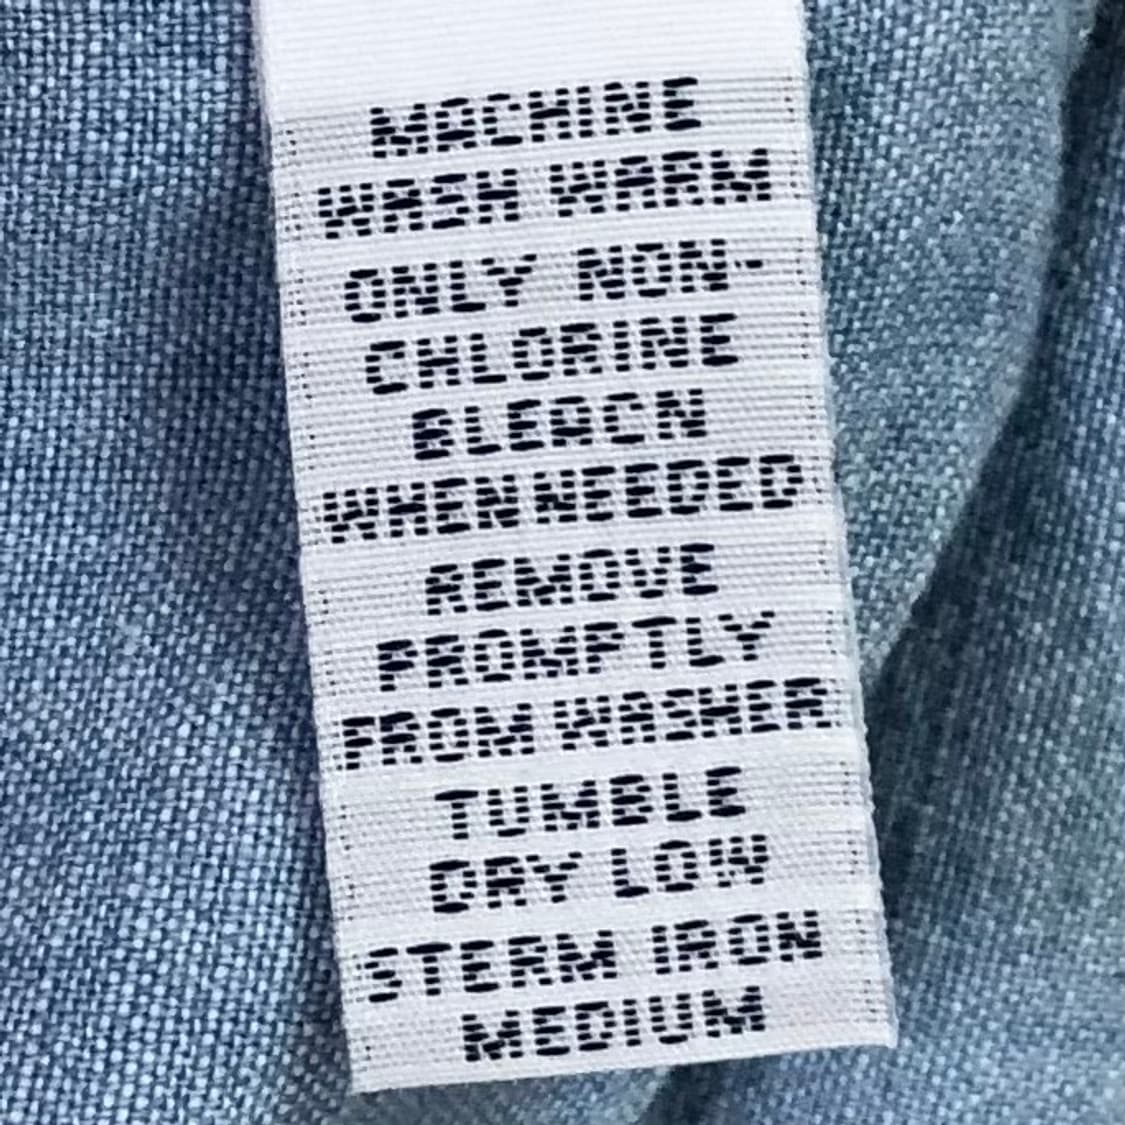 MACHINE
WASH WARM
ONLY NON-
CHLORINE
BLEACH
WHEN NEEDED
REMOVE
PROMPTLY
FROM WASHER
TUMBLE
DRY LOW
STEAM IRON
MEDIUM